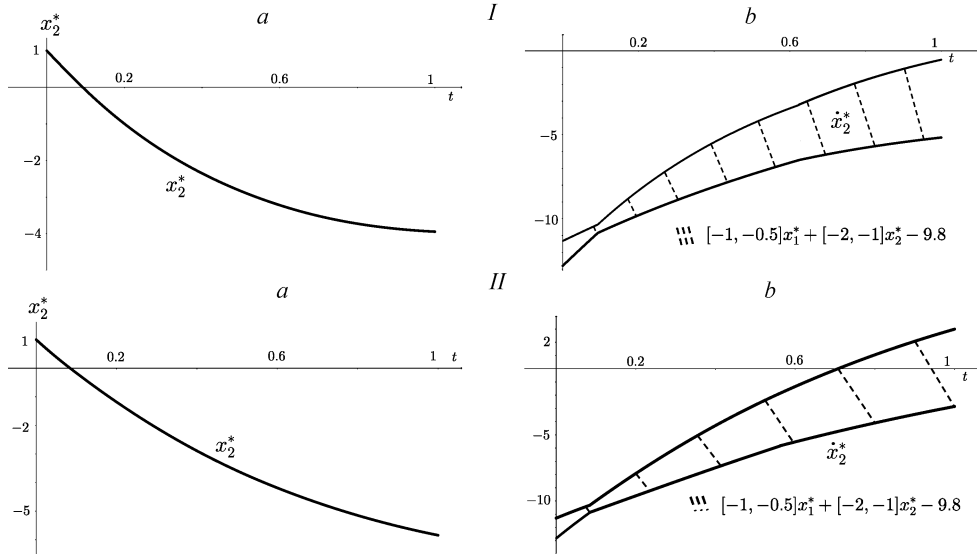 a
I
b
x₂*
1
0.2
0.6
1
t
−2
−4
x₂*
0.2
0.6
1
t
−5
−10
ẋ₂*
[−1, −0.5]x₁* + [−2, −1]x₂* − 9.8
a
II
b
x₂*
1
0.2
0.6
1
t
−2
−5
x₂*
2
0.2
0.6
1
t
−5
−10
ẋ₂*
[−1, −0.5]x₁* + [−2, −1]x₂* − 9.8